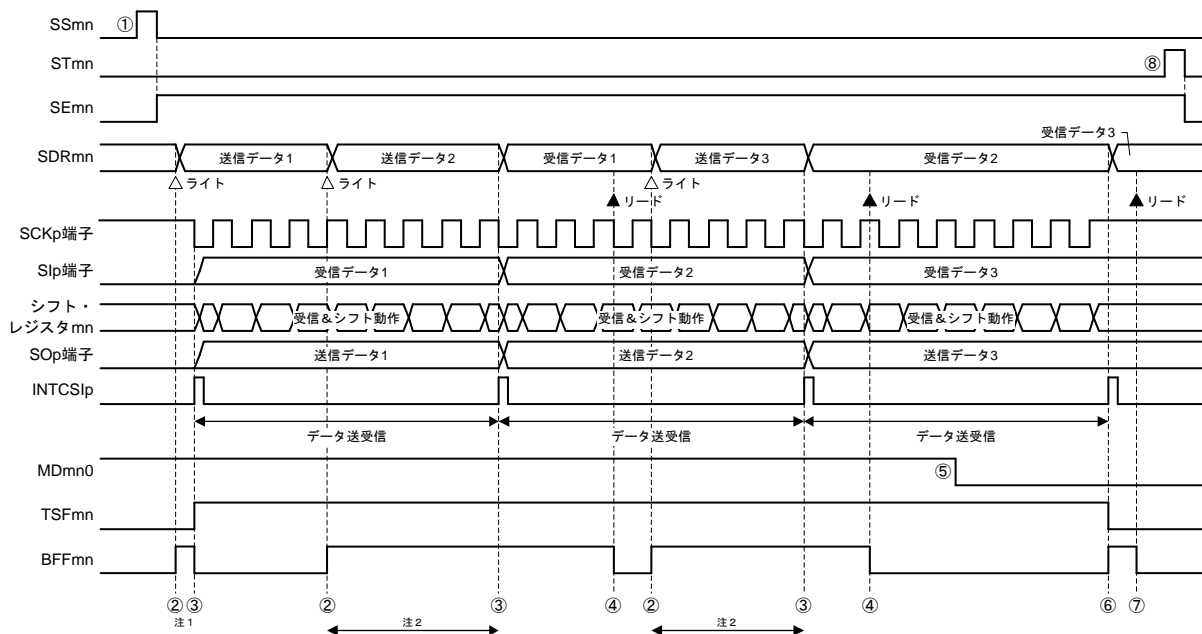 SSmn ①
STmn ⑧
SEmn
受信データ3
SDRmn 送信データ1 送信データ2 受信データ1 送信データ3 受信データ2
△ライト △ライト △ライト
▲リード ▲リード ▲リード
SCKp端子
SIp端子 受信データ1 受信データ2 受信データ3
シフト・
レジスタmn 受信&シフト動作 受信&シフト動作 受信&シフト動作
SOp端子 送信データ1 送信データ2 送信データ3
INTCSIp
データ送受信 データ送受信 データ送受信
MDmn0 ⑤
TSFmn
BFFmn
②③ ② ③ ④ ② ③ ④ ⑥ ⑦
注1 注2 注2